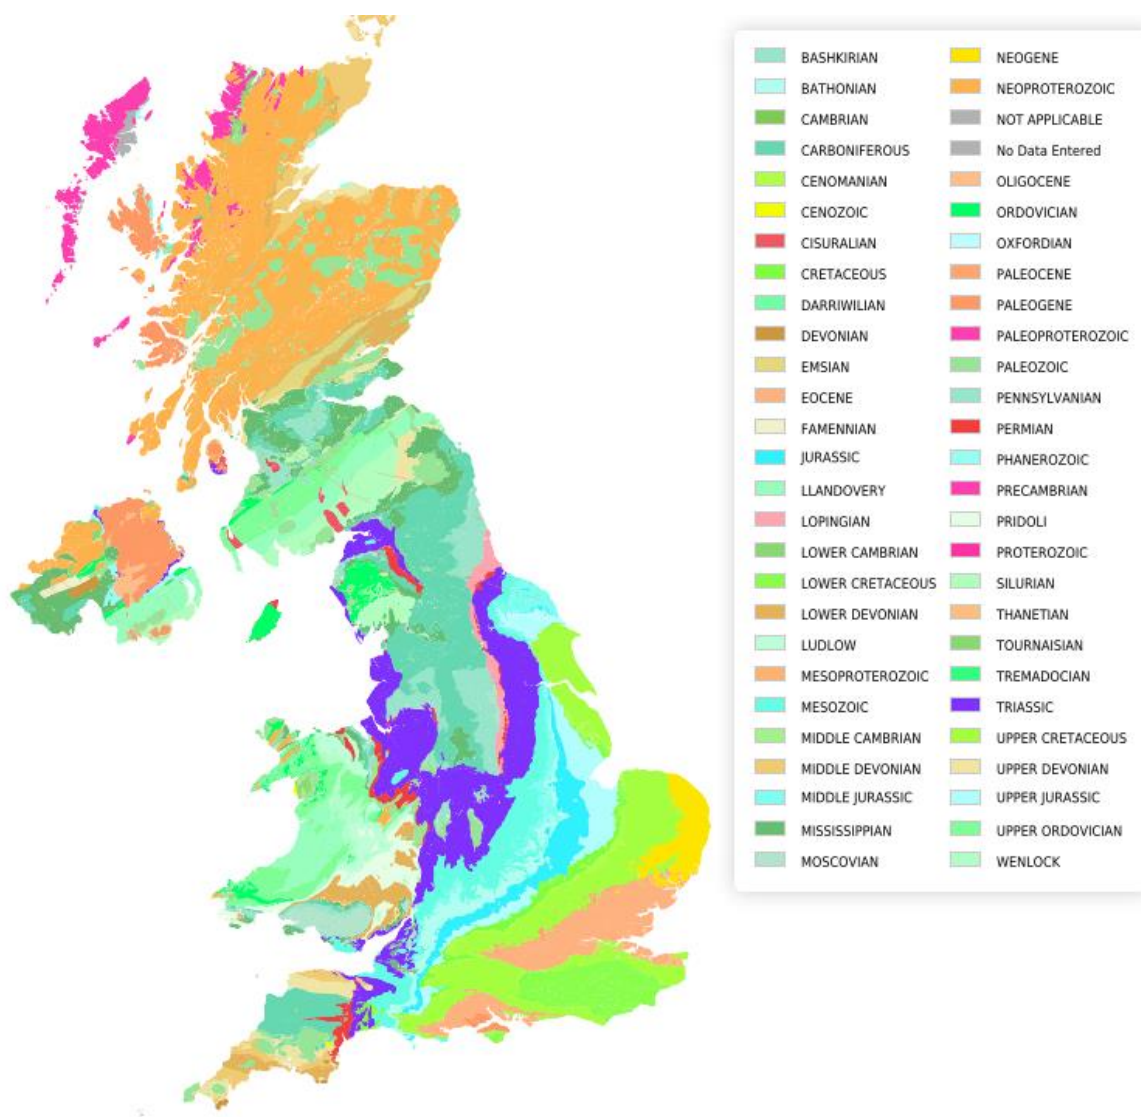 BASHKIRIAN
BATHONIAN
CAMBRIAN
CARBONIFEROUS
CENOMANIAN
CENOZOIC
CISURALIAN
CRETACEOUS
DARRIWILIAN
DEVONIAN
EMSIAN
EOCENE
FAMENNIAN
JURASSIC
LLANDOVERY
LOPINGIAN
LOWER CAMBRIAN
LOWER CRETACEOUS
LOWER DEVONIAN
LUDLOW
MESOPROTEROZOIC
MESOZOIC
MIDDLE CAMBRIAN
MIDDLE DEVONIAN
MIDDLE JURASSIC
MISSISSIPPIAN
MOSCOVIAN
NEOGENE
NEOPROTEROZOIC
NOT APPLICABLE
No Data Entered
OLIGOCENE
ORDOVICIAN
OXFORDIAN
PALEOCENE
PALEOGENE
PALEOPROTEROZOIC
PALEOZOIC
PENNSYLVANIAN
PERMIAN
PHANEROZOIC
PRECAMBRIAN
PRIDOLI
PROTEROZOIC
SILURIAN
THANETIAN
TOURNAISIAN
TREMADOCIAN
TRIASSIC
UPPER CRETACEOUS
UPPER DEVONIAN
UPPER JURASSIC
UPPER ORDOVICIAN
WENLOCK